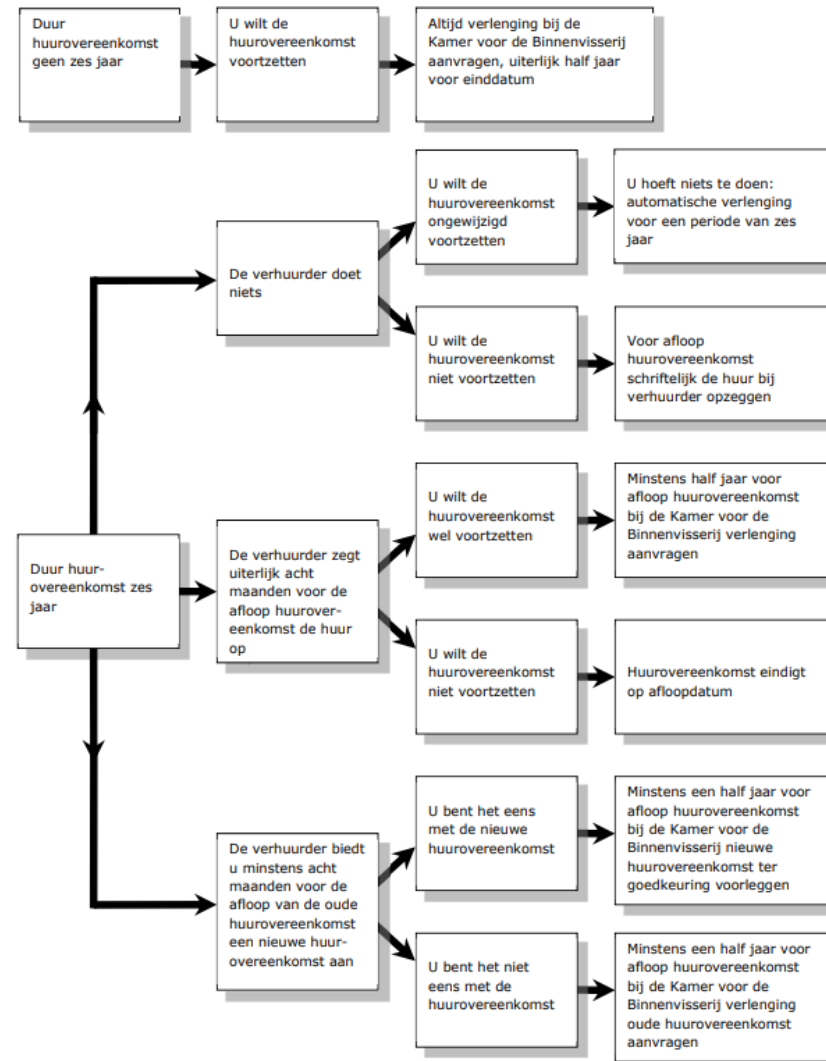 Duur
huurovereenkomst
geen zes jaar
U wilt de
huurovereenkomst
voortzetten
Altijd verlenging bij de
Kamer voor de Binnenvisserij
aanvragen, uiterlijk half jaar
voor einddatum
U wilt de
huurovereenkomst
ongewijzigd
voortzetten
U hoeft niets te doen:
automatische verlenging
voor een periode van zes
jaar
De verhuurder doet
niets
U wilt de
huurovereenkomst
niet voortzetten
Voor afloop
huurovereenkomst
schriftelijk de huur bij
verhuurder opzeggen
U wilt de
huurovereenkomst
wel voortzetten
Minstens half jaar voor
afloop huurovereenkomst
bij de Kamer voor de
Binnenvisserij verlenging
aanvragen
Duur huur-
overeenkomst zes
jaar
De verhuurder zegt
uiterlijk acht
maanden voor de
afloop huurover-
eenkomst de huur
op
U wilt de
huurovereenkomst
niet voortzetten
Huurovereenkomst eindigt
op afloopdatum
U bent het eens
met de nieuwe
huurovereenkomst
Minstens een half jaar voor
afloop huurovereenkomst
bij de Kamer voor de
Binnenvisserij nieuwe
huurovereenkomst ter
goedkeuring voorleggen
De verhuurder biedt
u minstens acht
maanden voor de
afloop van de oude
huurovereenkomst
een nieuwe huur-
overeenkomst aan
U bent het niet
eens met de
huurovereenkomst
Minstens een half jaar voor
afloop huurovereenkomst
bij de Kamer voor de
Binnenvisserij verlenging
oude huurovereenkomst
aanvragen